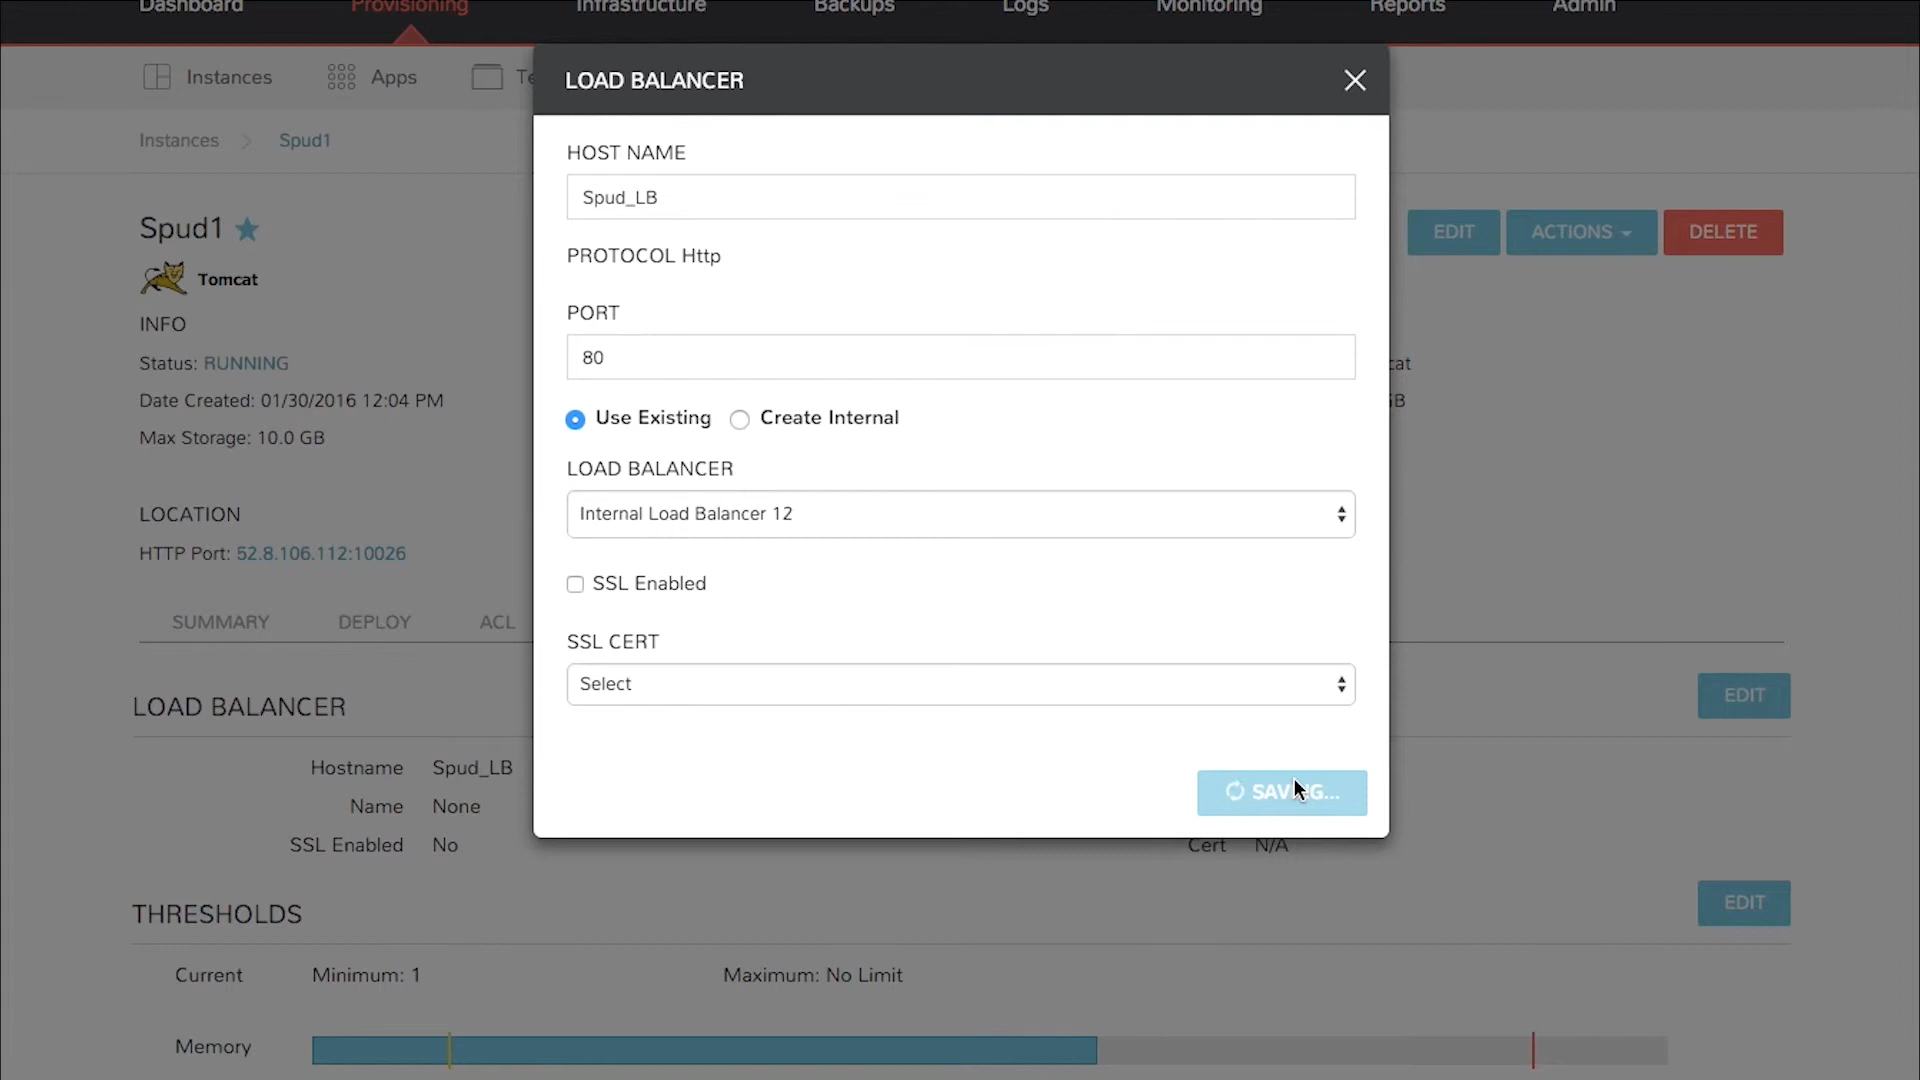 Dashboard Provisioning Infrastructure Backups Logs Monitoring Reports Admin
Instances Apps
Instances Spud1
LOAD BALANCER
HOST NAME
Spud_LB
PROTOCOL Http
PORT
80
Use Existing Create Internal
LOAD BALANCER
Internal Load Balancer 12
SSL Enabled
SSL CERT
Select
SAVING...
Spud1
EDIT ACTIONS DELETE
Tomcat
INFO
Status: RUNNING
Date Created: 01/30/2016 12:04 PM
Max Storage: 10.0 GB
LOCATION
HTTP Port: 52.8.106.112:10026
SUMMARY DEPLOY ACL
LOAD BALANCER EDIT
Hostname Spud_LB
Name None
SSL Enabled No Cert N/A
THRESHOLDS EDIT
Current Minimum: 1 Maximum: No Limit
Memory